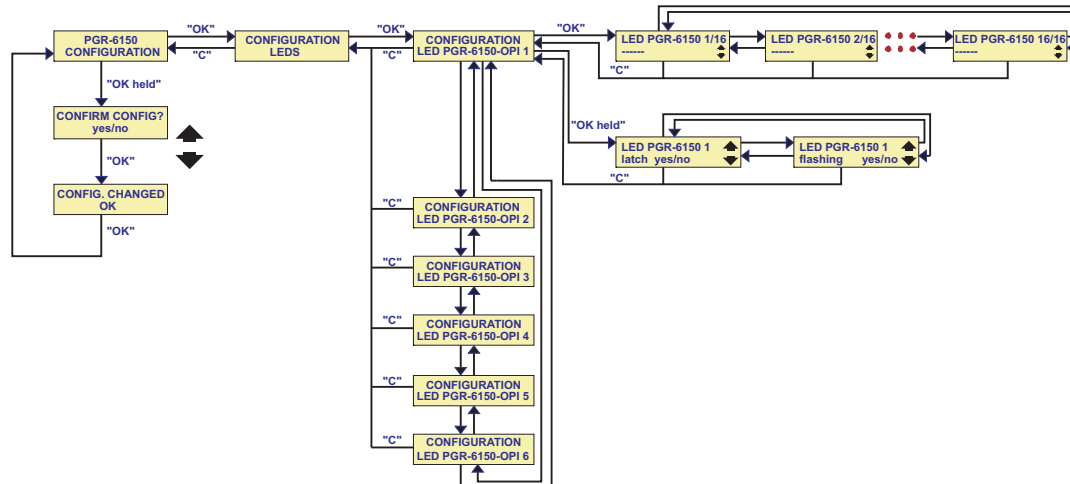 PGR-6150
CONFIGURATION
"OK"
"C"
CONFIGURATION
LEDS
"OK"
"C"
CONFIGURATION
LED PGR-6150-OPI 1
"OK"
LED PGR-6150 1/16
------
LED PGR-6150 2/16
------
LED PGR-6150 16/16
------
"C"
"OK held"
CONFIRM CONFIG?
yes/no
"OK"
CONFIG. CHANGED
OK
"OK"
"OK held"
LED PGR-6150 1
latch yes/no
LED PGR-6150 1
flashing yes/no
"C"
"C"
CONFIGURATION
LED PGR-6150-OPI 2
"C"
CONFIGURATION
LED PGR-6150-OPI 3
"C"
CONFIGURATION
LED PGR-6150-OPI 4
"C"
CONFIGURATION
LED PGR-6150-OPI 5
"C"
CONFIGURATION
LED PGR-6150-OPI 6